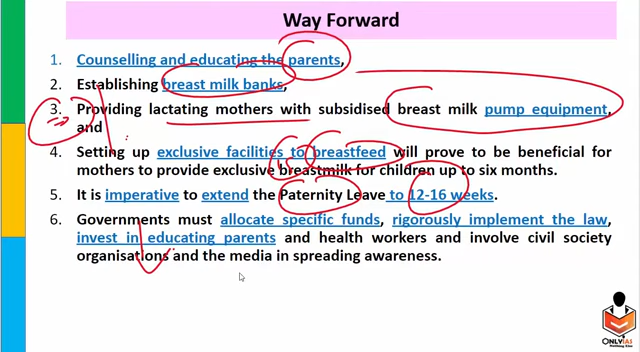 Way Forward
1. Counselling and educating the parents,
2. Establishing breast milk banks,
3. Providing lactating mothers with subsidised breast milk pump equipment,
and
4. Setting up exclusive facilities to breastfeed will prove to be beneficial for
mothers to provide exclusive breastmilk for children up to six months.
5. It is imperative to extend the Paternity Leave to 12-16 weeks.
6. Governments must allocate specific funds, rigorously implement the law,
invest in educating parents and health workers and involve civil society
organisations and the media in spreading awareness.
ONLYIAS